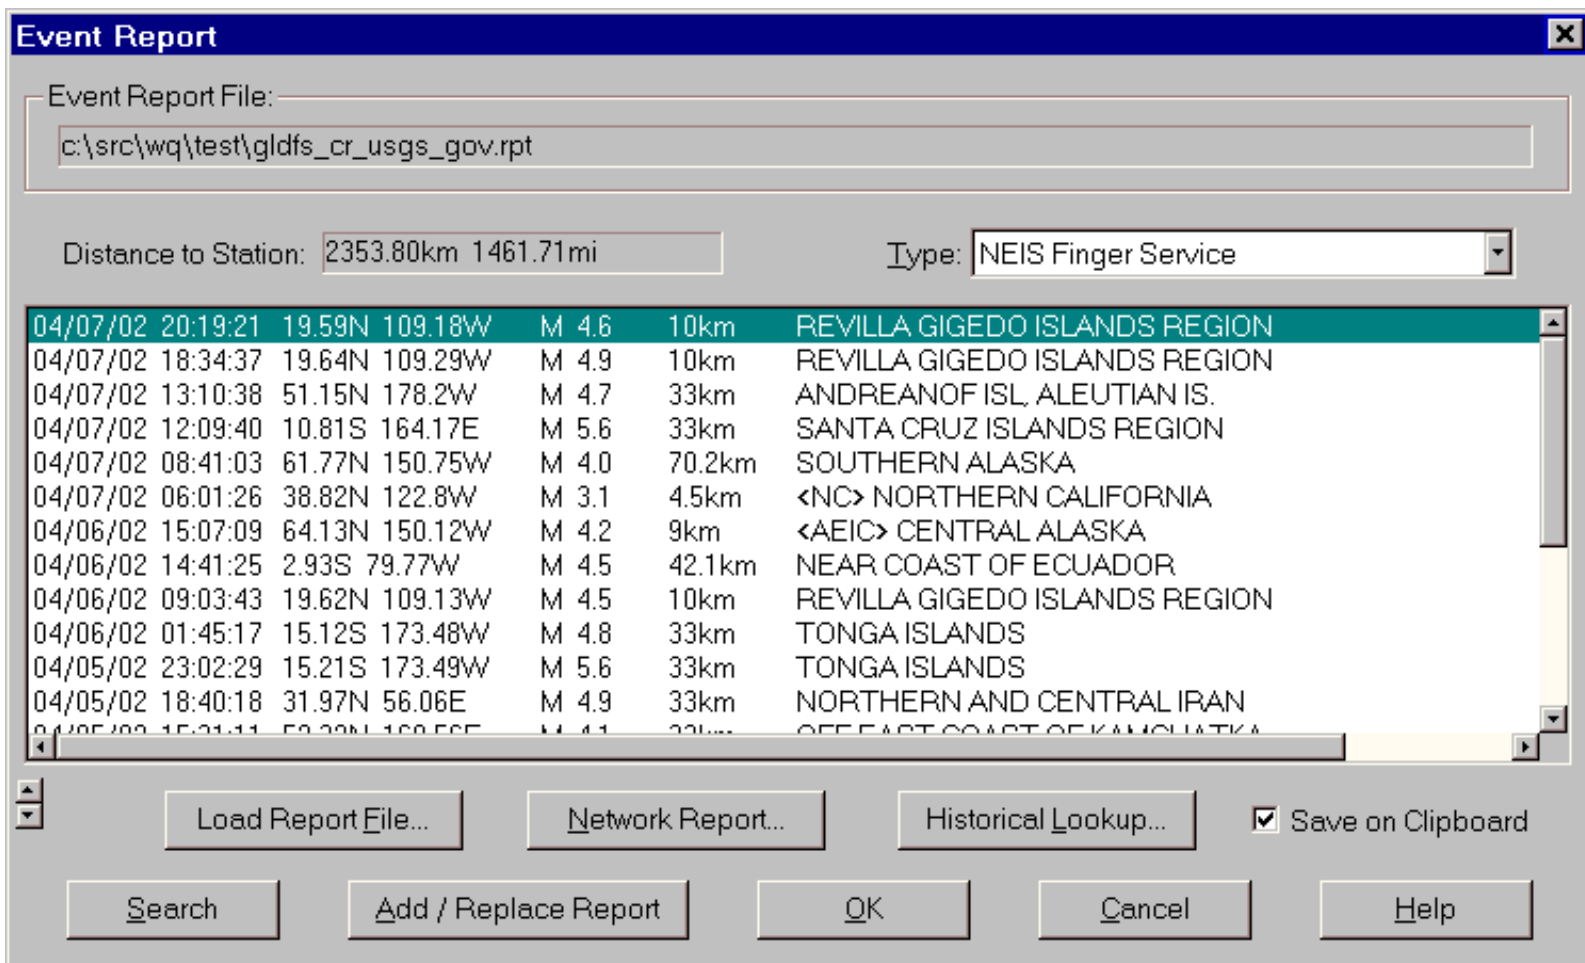 Event Report
Event Report File:
c:\src\wq\test\gldfs_cr_usgs_gov.rpt
Distance to Station: 2353.80km 1461.71mi Type: NEIS Finger Service
04/07/02 20:19:21 19.59N 109.18W M 4.6 10km REVILLA GIGEDO ISLANDS REGION
04/07/02 18:34:37 19.64N 109.29W M 4.9 10km REVILLA GIGEDO ISLANDS REGION
04/07/02 13:10:38 51.15N 178.2W M 4.7 33km ANDREANOF ISL, ALEUTIAN IS.
04/07/02 12:09:40 10.81S 164.17E M 5.6 33km SANTA CRUZ ISLANDS REGION
04/07/02 08:41:03 61.77N 150.75W M 4.0 70.2km SOUTHERN ALASKA
04/07/02 06:01:26 38.82N 122.8W M 3.1 4.5km <NC> NORTHERN CALIFORNIA
04/06/02 15:07:09 64.13N 150.12W M 4.2 9km <AEIC> CENTRAL ALASKA
04/06/02 14:41:25 2.93S 79.77W M 4.5 42.1km NEAR COAST OF ECUADOR
04/06/02 09:03:43 19.62N 109.13W M 4.5 10km REVILLA GIGEDO ISLANDS REGION
04/06/02 01:45:17 15.12S 173.48W M 4.8 33km TONGA ISLANDS
04/05/02 23:02:29 15.21S 173.49W M 5.6 33km TONGA ISLANDS
04/05/02 18:40:18 31.97N 56.06E M 4.9 33km NORTHERN AND CENTRAL IRAN
OFF EAST COAST OF KAMCHATKA
Load Report File... Network Report... Historical Lookup... Save on Clipboard
Search Add / Replace Report OK Cancel Help